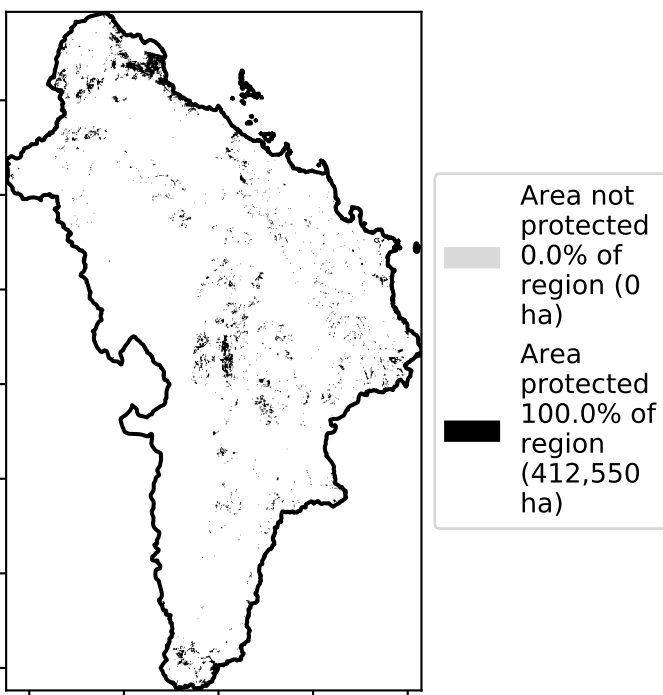 Area not
protected
0.0% of
region (0
ha)
Area
protected
100.0% of
region
(412,550
ha)